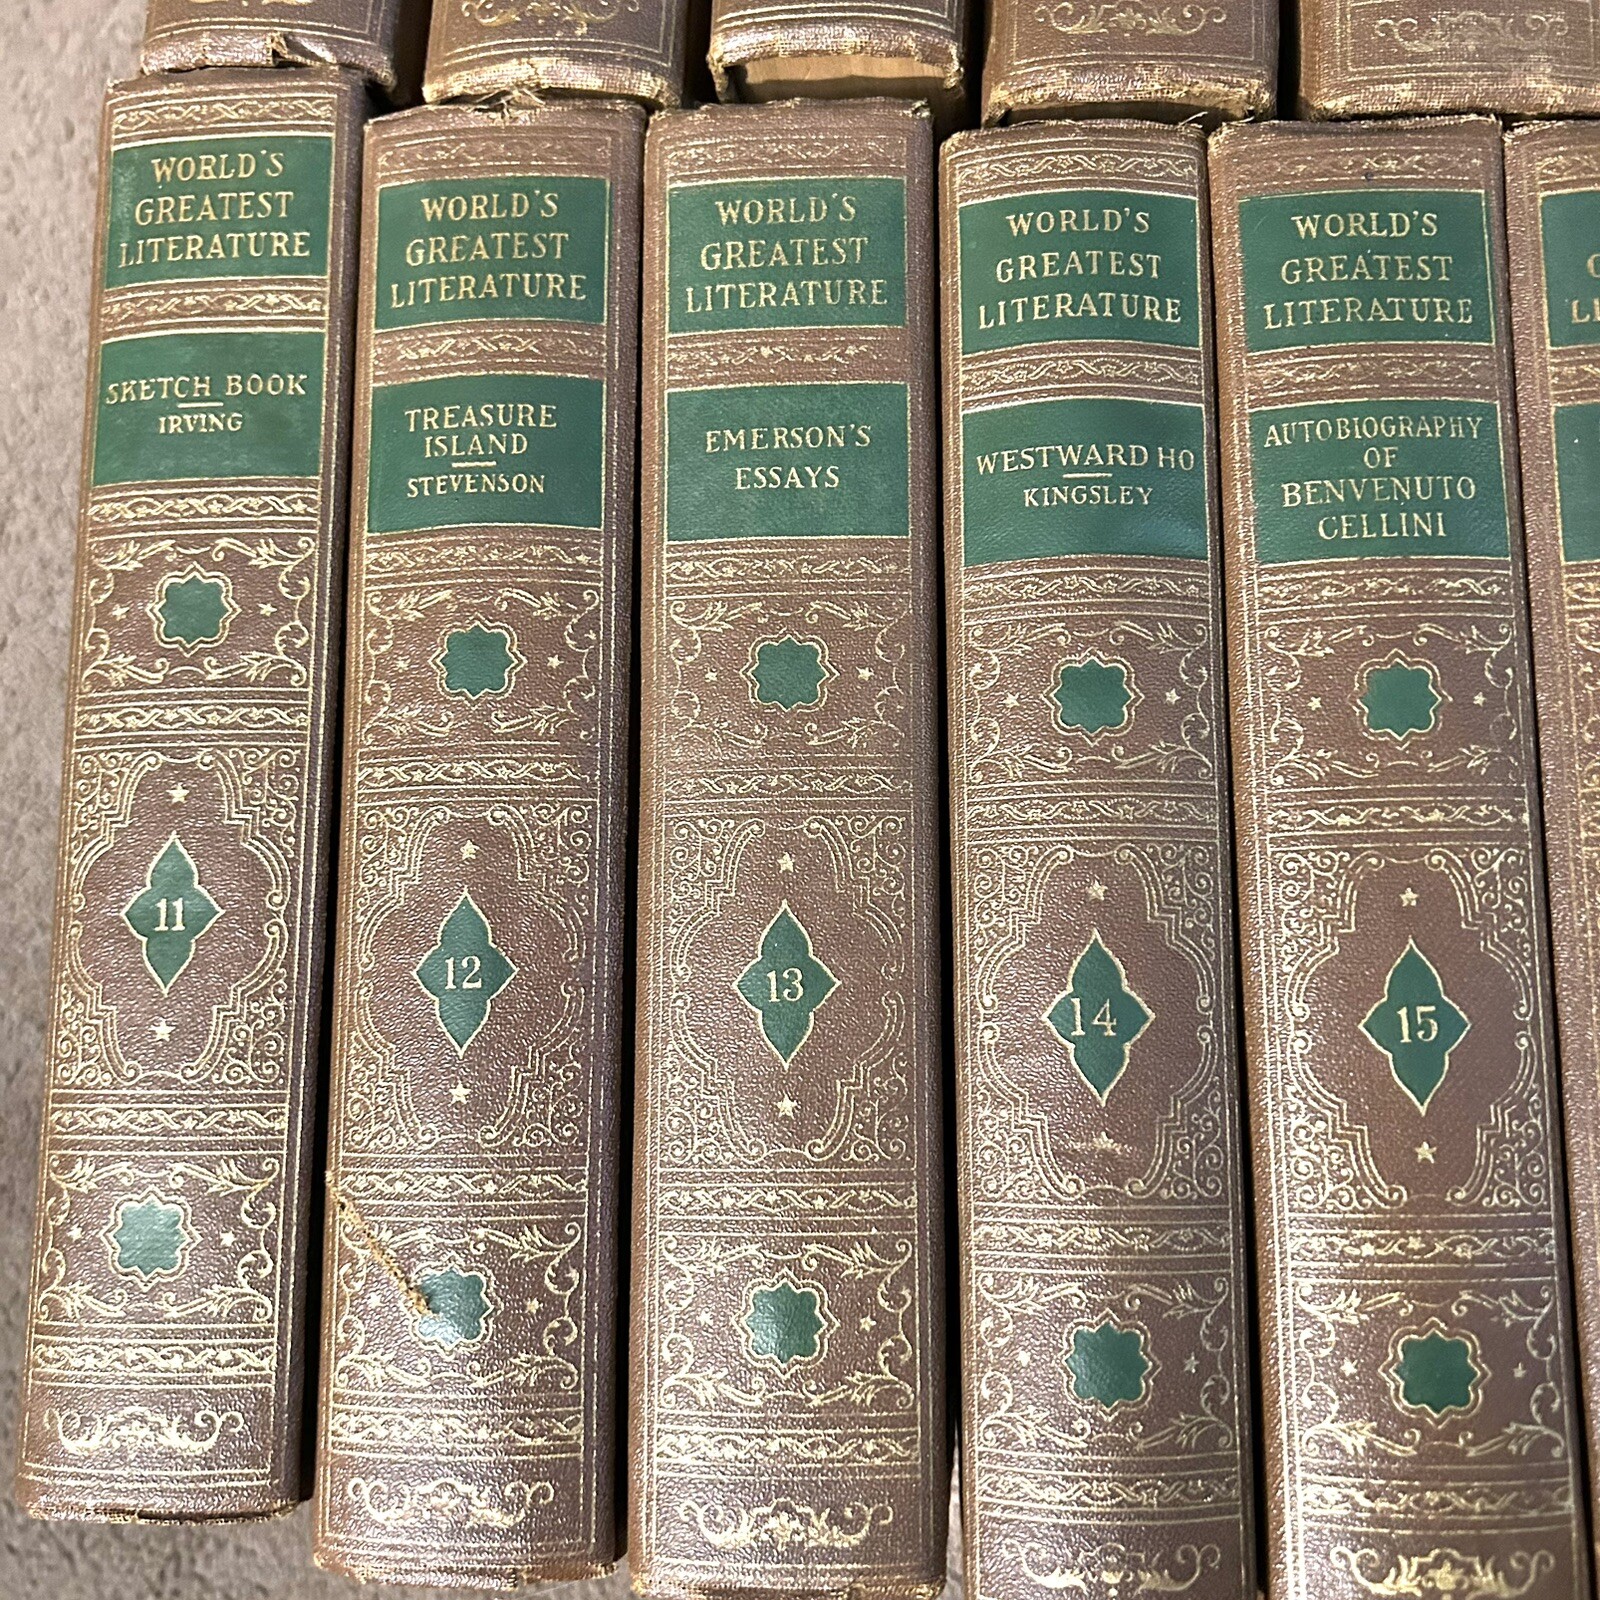 WORLD'S
GREATEST
LITERATURE
SKETCH BOOK
IRVING
11
WORLD'S
GREATEST
LITERATURE
TREASURE
ISLAND
STEVENSON
12
WORLD'S
GREATEST
LITERATURE
EMERSON'S
ESSAYS
13
WORLD'S
GREATEST
LITERATURE
WESTWARD HO
KINGSLEY
14
WORLD'S
GREATEST
LITERATURE
AUTOBIOGRAPHY
OF
BENVENUTO
CELLINI
15